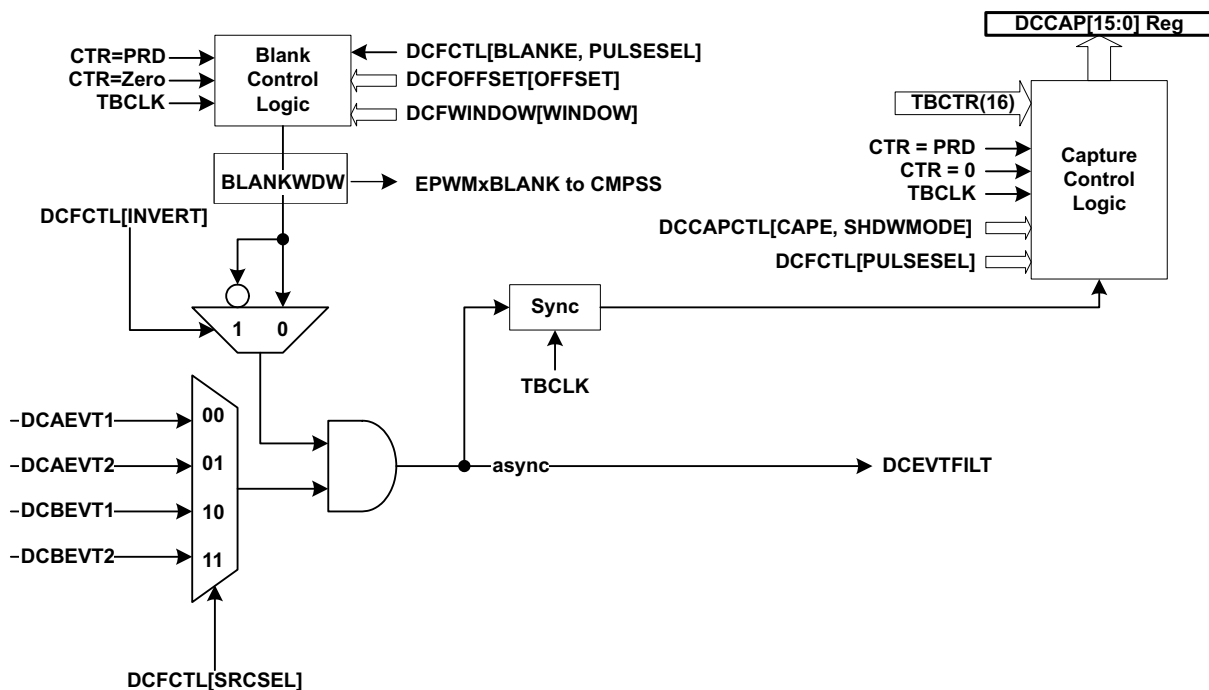 DCCAP[15:0] Reg
CTR=PRD
CTR=Zero
TBCLK
Blank
Control
Logic
DCFCTL[BLANKE, PULSESEL]
DCFOFFSET[OFFSET]
DCFWINDOW[WINDOW]
TBCTR(16)
CTR = PRD
CTR = 0
TBCLK
DCCAPCTL[CAPE, SHDWMODE]
DCFCTL[PULSESEL]
Capture
Control
Logic
BLANKWDW
EPWMxBLANK to CMPSS
DCFCTL[INVERT]
1 0
Sync
TBCLK
DCAEVT1
DCAEVT2
DCBEVT1
DCBEVT2
00
01
10
11
async
DCEVTFILT
DCFCTL[SRCSEL]